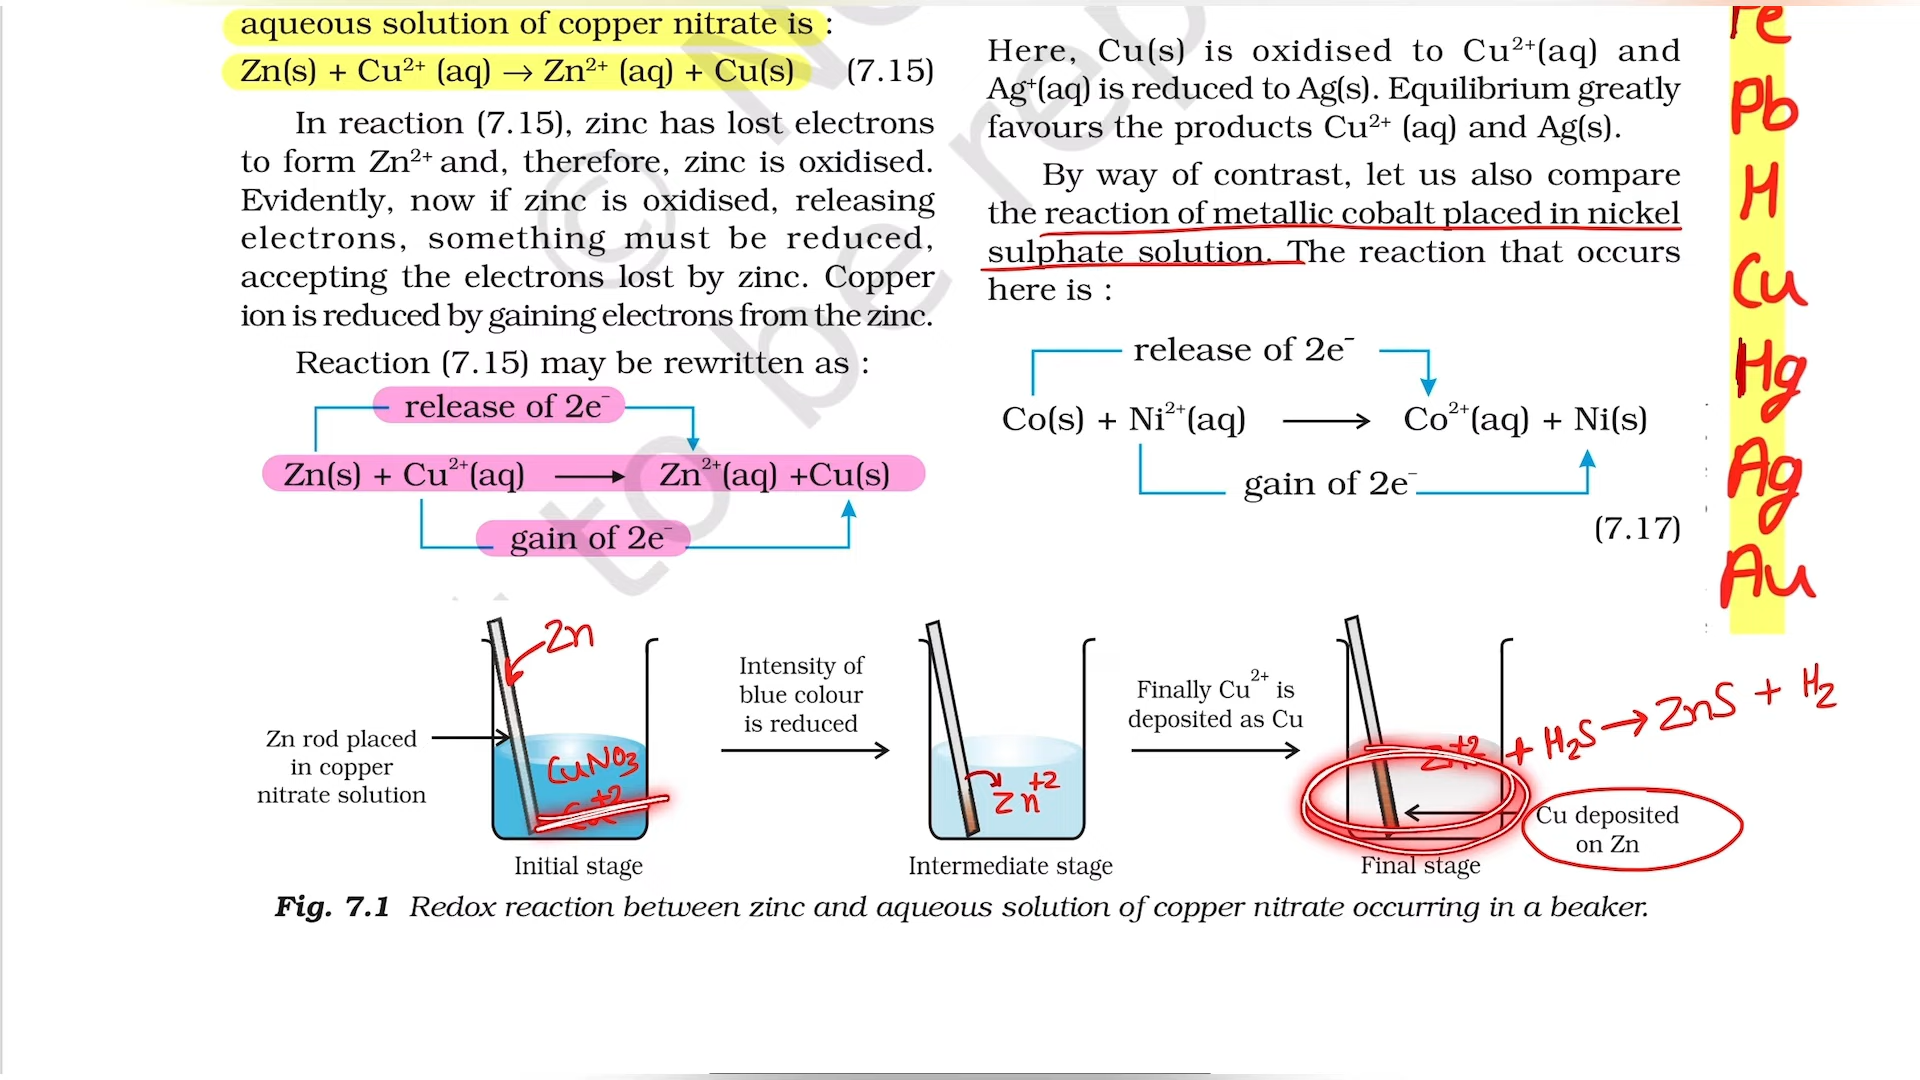 aqueous solution of copper nitrate is :
Zn(s) + Cu²⁺ (aq) → Zn²⁺ (aq) + Cu(s) (7.15)
In reaction (7.15), zinc has lost electrons
to form Zn²⁺ and, therefore, zinc is oxidised.
Evidently, now if zinc is oxidised, releasing
electrons, something must be reduced,
accepting the electrons lost by zinc. Copper
ion is reduced by gaining electrons from the zinc.
Reaction (7.15) may be rewritten as :
release of 2e⁻
Zn(s) + Cu²⁺(aq) ⟶ Zn²⁺(aq) +Cu(s)
gain of 2e⁻
Here, Cu(s) is oxidised to Cu²⁺(aq) and
Ag⁺(aq) is reduced to Ag(s). Equilibrium greatly
favours the products Cu²⁺ (aq) and Ag(s).
By way of contrast, let us also compare
the reaction of metallic cobalt placed in nickel
sulphate solution. The reaction that occurs
here is :
release of 2e⁻
Co(s) + Ni²⁺(aq) ⟶ Co²⁺(aq) + Ni(s)
gain of 2e⁻
(7.17)
Fe
Pb
H
Cu
Hg
Ag
Au
Zn
Zn rod placed
in copper
nitrate solution
CuNO₃
Cu⁺²
Initial stage
Intensity of
blue colour
is reduced
Zn⁺²
Intermediate stage
Finally Cu²⁺ is
deposited as Cu
Zn⁺² + H₂S → ZnS + H₂
Cu deposited
on Zn
Final stage
Fig. 7.1 Redox reaction between zinc and aqueous solution of copper nitrate occurring in a beaker.
to be rep